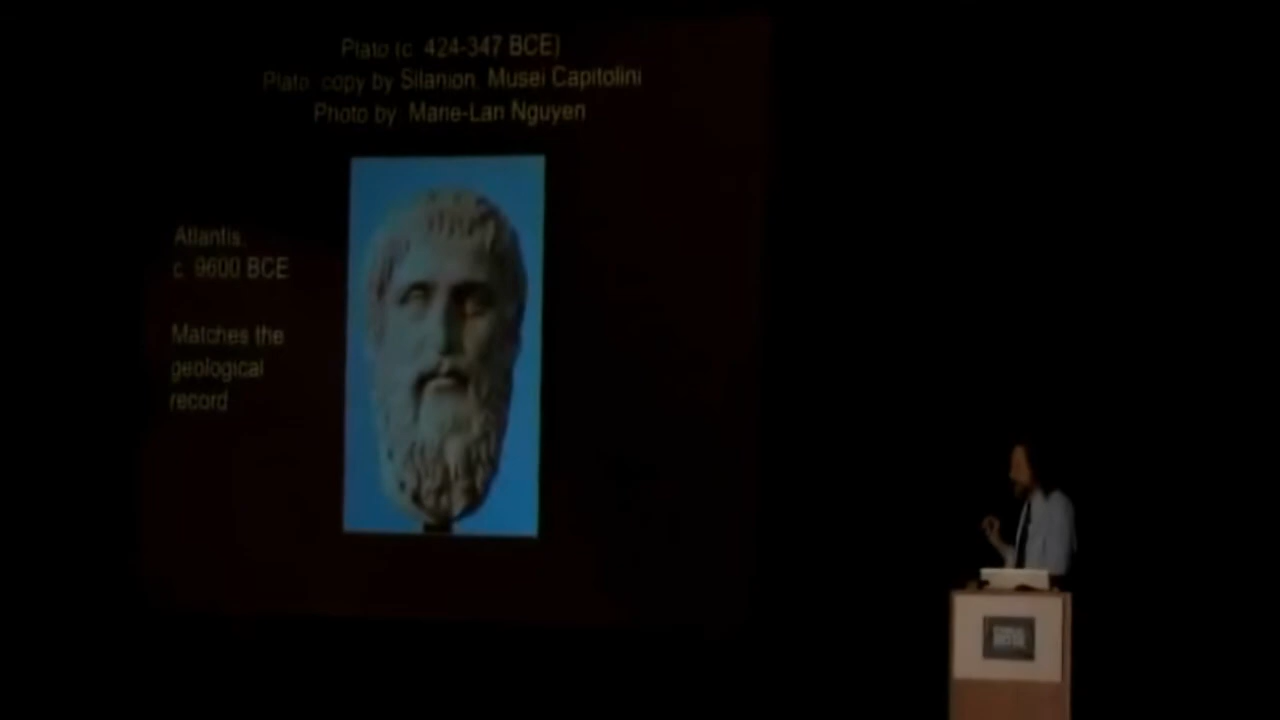 Plato (c. 424-347 BCE)
Plato copy by Silanion, Musei Capitolini
Photo by Marie-Lan Nguyen
Atlantis,
c. 9600 BCE
Matches the
geological
record